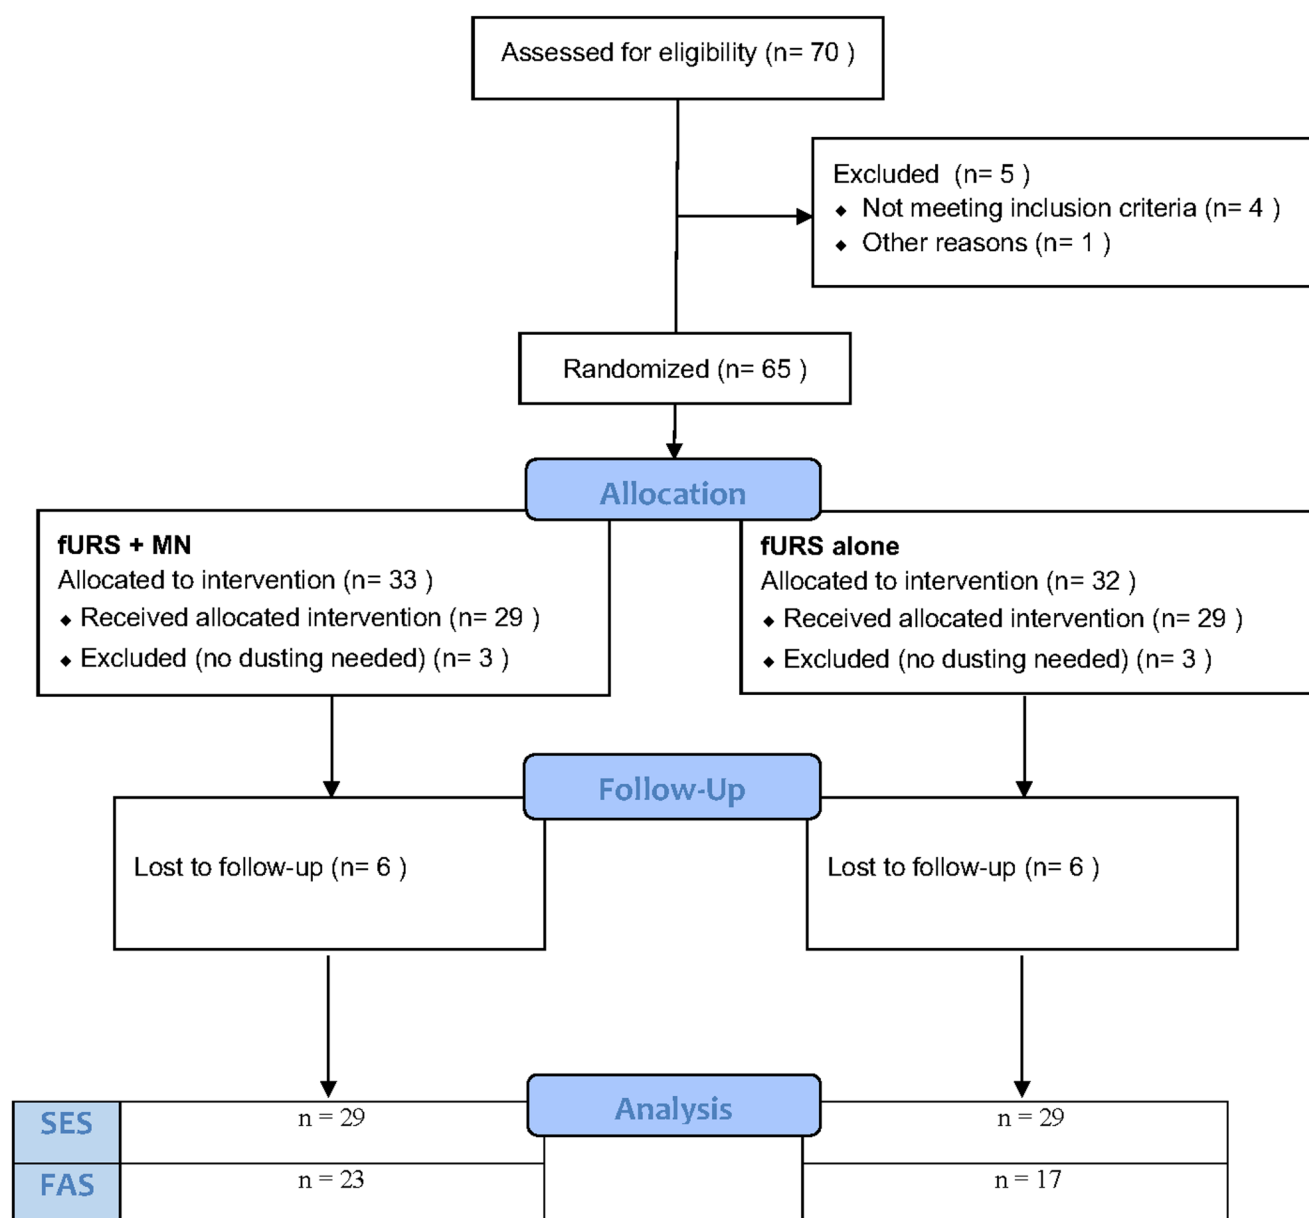 Assessed for eligibility (n= 70 )
Excluded (n= 5 )
♦ Not meeting inclusion criteria (n= 4 )
♦ Other reasons (n= 1 )
Randomized (n= 65 )
Allocation
fURS + MN
Allocated to intervention (n= 33 )
♦ Received allocated intervention (n= 29 )
♦ Excluded (no dusting needed) (n= 3 )
fURS alone
Allocated to intervention (n= 32 )
♦ Received allocated intervention (n= 29 )
♦ Excluded (no dusting needed) (n= 3 )
Follow-Up
Lost to follow-up (n= 6 )
Lost to follow-up (n= 6 )
Analysis
SES
n = 29
n = 29
FAS
n = 23
n = 17